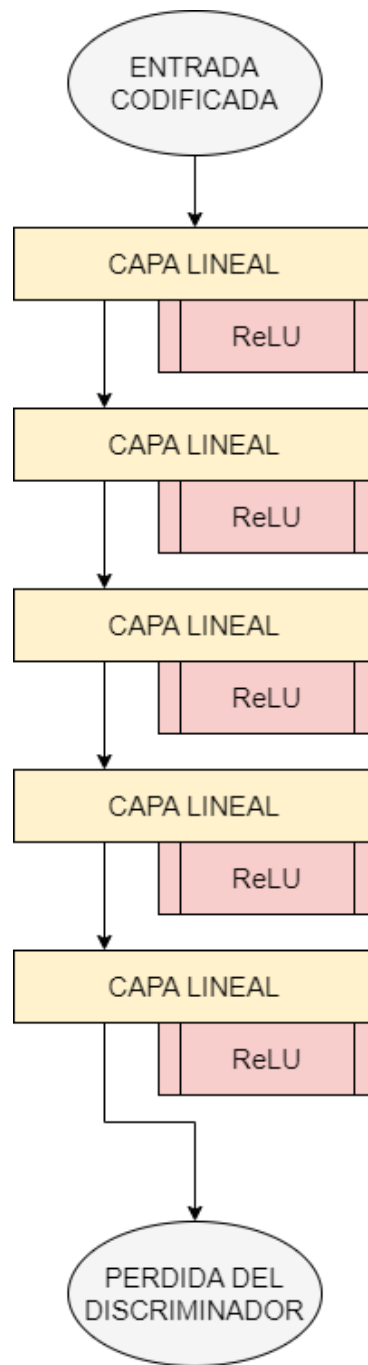 ENTRADA
CODIFICADA
CAPA LINEAL
ReLU
CAPA LINEAL
ReLU
CAPA LINEAL
ReLU
CAPA LINEAL
ReLU
CAPA LINEAL
ReLU
PERDIDA DEL
DISCRIMINADOR